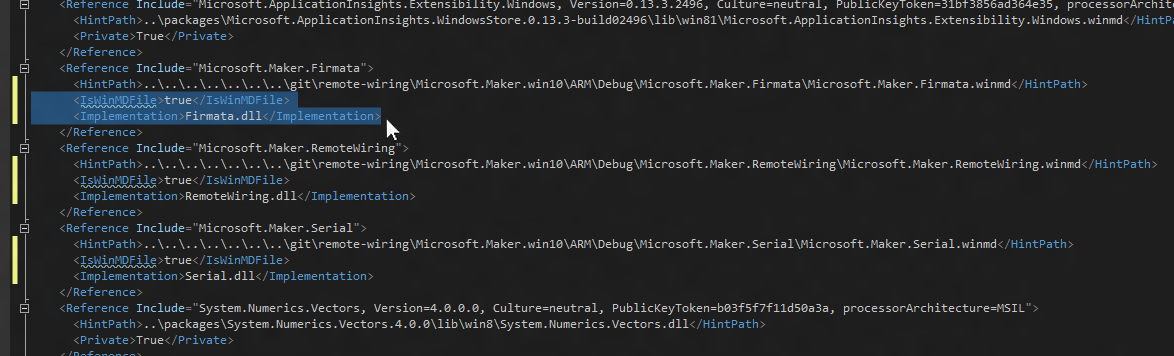 <Reference Include="Microsoft.ApplicationInsights.Extensibility.Windows, Version=0.13.3.2496, Culture=neutral, PublicKeyToken=31bf3856ad364e35, processorArchite
<HintPath>..\packages\Microsoft.ApplicationInsights.WindowsStore.0.13.3-build02496\lib\win81\Microsoft.ApplicationInsights.Extensibility.Windows.winmd</HintPa
<Private>True</Private>
</Reference>
<Reference Include="Microsoft.Maker.Firmata">
<HintPath>..\..\..\..\..\..\..\git\remote-wiring\Microsoft.Maker.win10\ARM\Debug\Microsoft.Maker.Firmata\Microsoft.Maker.Firmata.winmd</HintPath>
<IsWinMDFile>true</IsWinMDFile>
<Implementation>Firmata.dll</Implementation>
</Reference>
<Reference Include="Microsoft.Maker.RemoteWiring">
<HintPath>..\..\..\..\..\..\..\git\remote-wiring\Microsoft.Maker.win10\ARM\Debug\Microsoft.Maker.RemoteWiring\Microsoft.Maker.RemoteWiring.winmd</HintPath>
<IsWinMDFile>true</IsWinMDFile>
<Implementation>RemoteWiring.dll</Implementation>
</Reference>
<Reference Include="Microsoft.Maker.Serial">
<HintPath>..\..\..\..\..\..\..\git\remote-wiring\Microsoft.Maker.win10\ARM\Debug\Microsoft.Maker.Serial\Microsoft.Maker.Serial.winmd</HintPath>
<IsWinMDFile>true</IsWinMDFile>
<Implementation>Serial.dll</Implementation>
</Reference>
<Reference Include="System.Numerics.Vectors, Version=4.0.0.0, Culture=neutral, PublicKeyToken=b03f5f7f11d50a3a, processorArchitecture=MSIL">
<HintPath>..\packages\System.Numerics.Vectors.4.0.0\lib\win8\System.Numerics.Vectors.dll</HintPath>
<Private>True</Private>
</Reference>